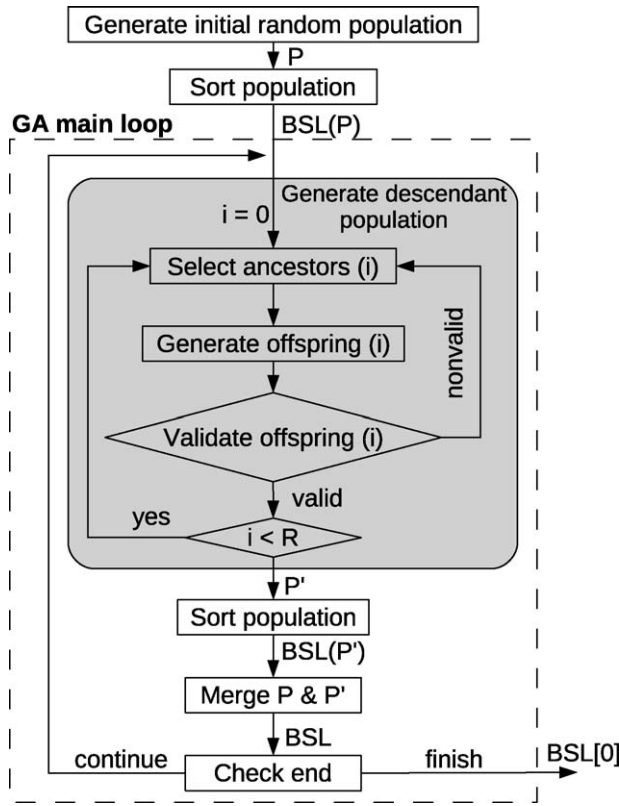 Generate initial random population
P
Sort population
GA main loop
BSL(P)
Generate descendant
population
i = 0
Select ancestors (i)
Generate offspring (i)
nonvalid
Validate offspring (i)
valid
yes
i < R
P'
Sort population
BSL(P')
Merge P & P'
BSL
continue
Check end
finish
BSL[0]